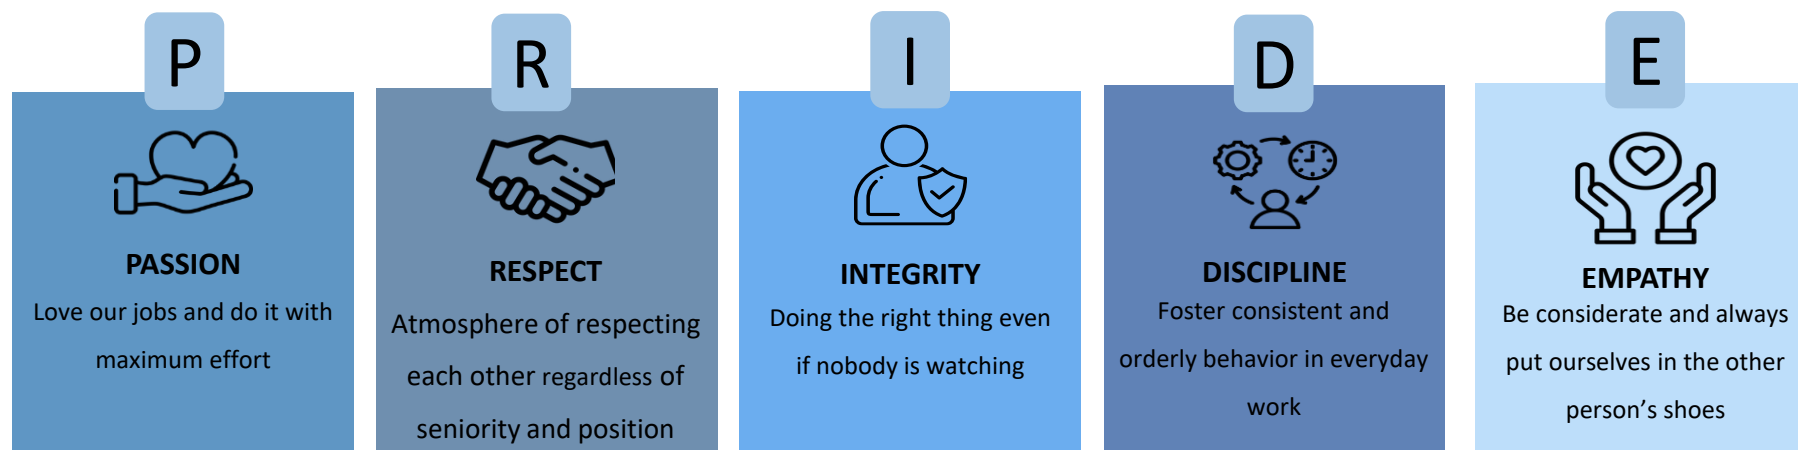 P
PASSION
Love our jobs and do it with
maximum effort
R
RESPECT
Atmosphere of respecting
each other regardless of
seniority and position
I
INTEGRITY
Doing the right thing even
if nobody is watching
D
DISCIPLINE
Foster consistent and
orderly behavior in everyday
work
E
EMPATHY
Be considerate and always
put ourselves in the other
person’s shoes